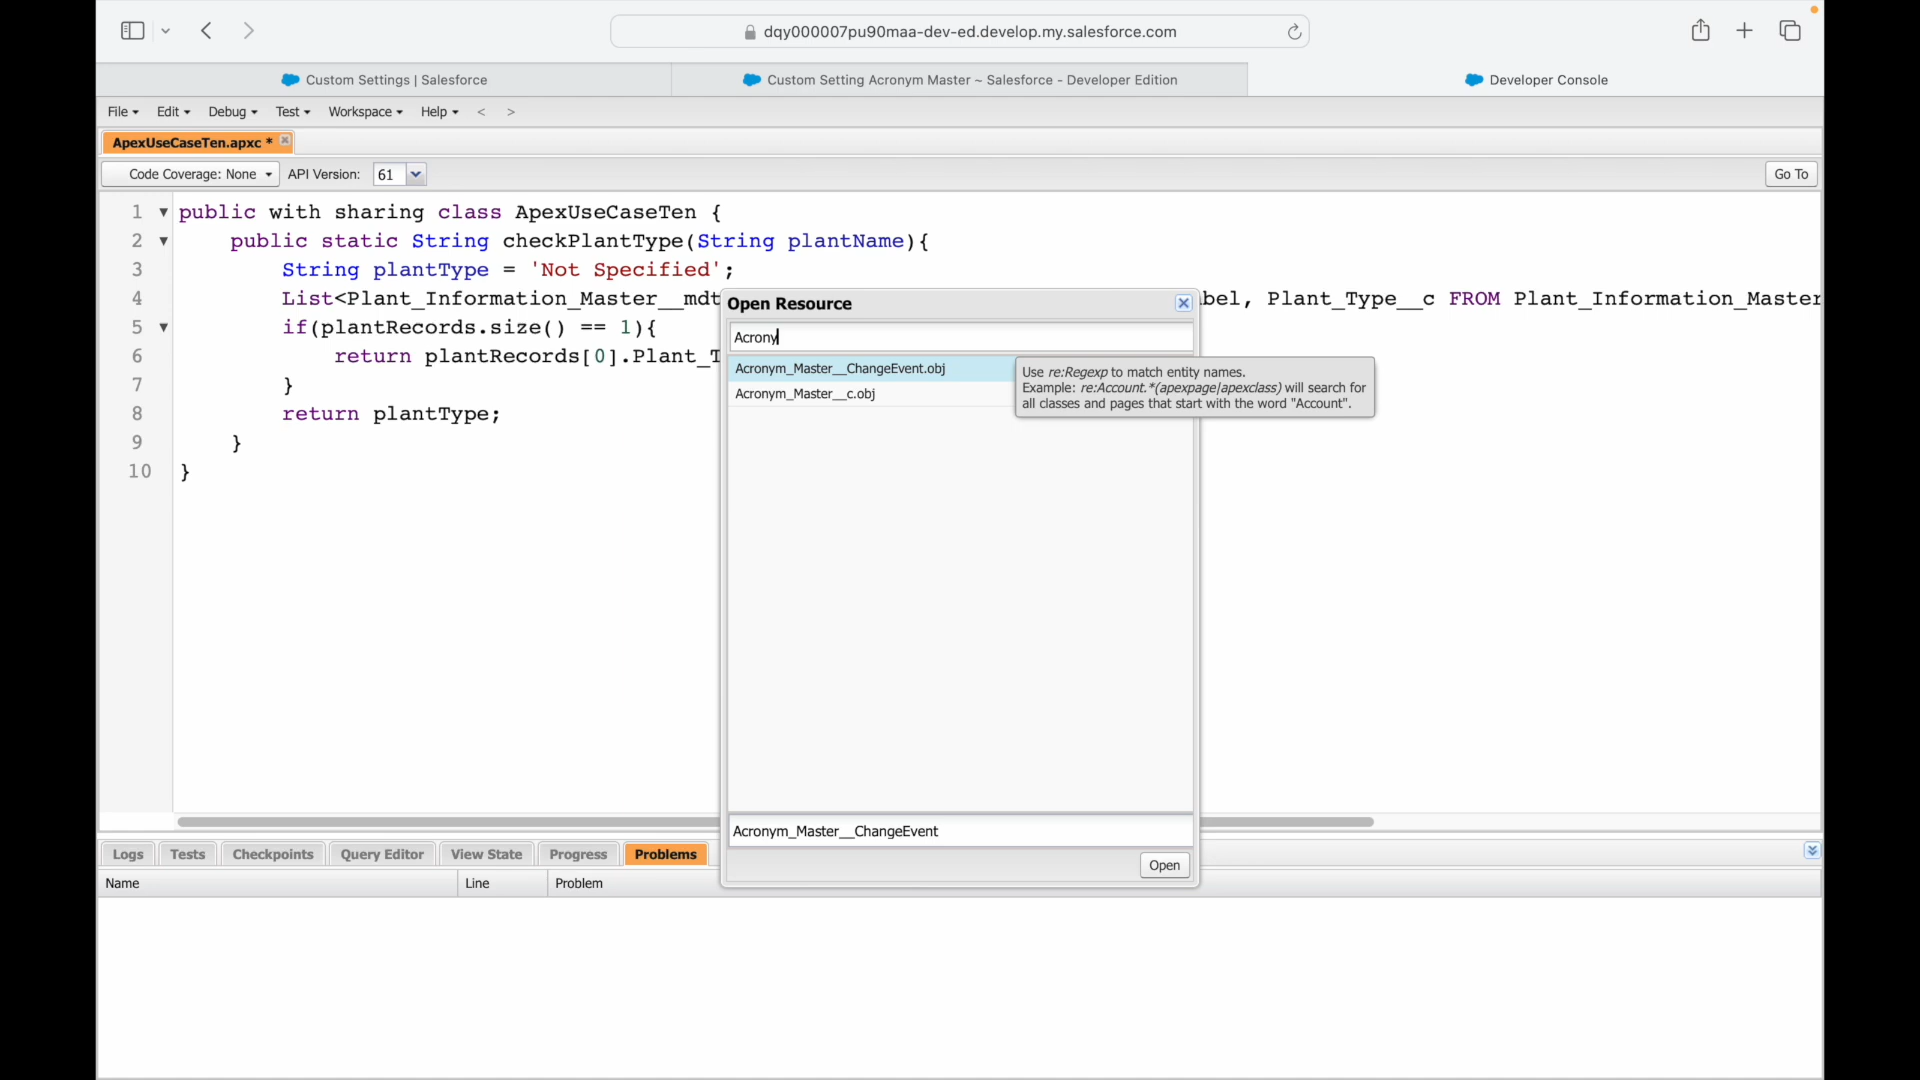 dqy000007pu90maa-dev-ed.develop.my.salesforce.com
Custom Settings | Salesforce
Custom Setting Acronym Master ~ Salesforce - Developer Edition
Developer Console
File Edit Debug Test Workspace Help < >
ApexUseCaseTen.apxc *
Code Coverage: None API Version: 61 Go To
1 public with sharing class ApexUseCaseTen {
2 public static String checkPlantType(String plantName){
3 String plantType = 'Not Specified';
4 List<Plant_Information_Master__mdt bel, Plant_Type__c FROM Plant_Information_Master
5 if(plantRecords.size() == 1){
6 return plantRecords[0].Plant_T
7 }
8 return plantType;
9 }
10 }
Open Resource
Acrony
Acronym_Master__ChangeEvent.obj
Acronym_Master__c.obj
Use re:Regexp to match entity names.
Example: re:Account.*(apexpage|apexclass) will search for
all classes and pages that start with the word "Account".
Acronym_Master__ChangeEvent
Open
Logs Tests Checkpoints Query Editor View State Progress Problems
Name Line Problem